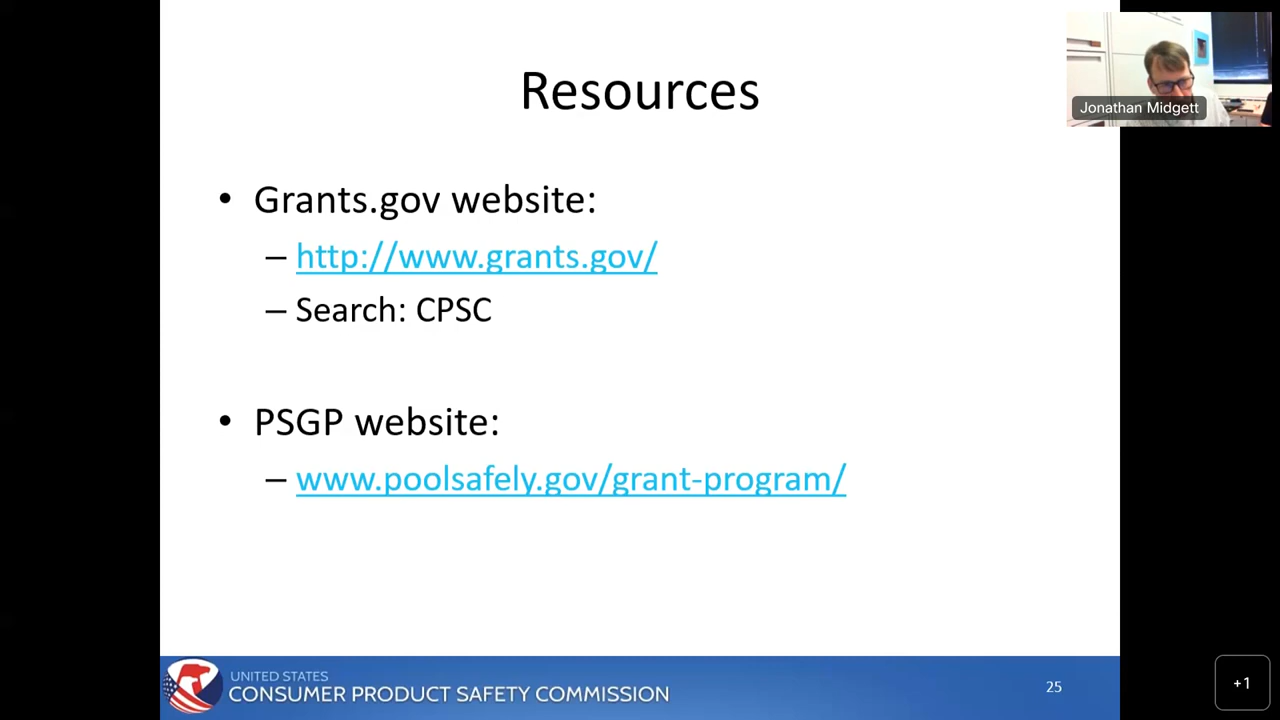 Resources
Jonathan Midgett
• Grants.gov website:
– http://www.grants.gov/
– Search: CPSC
• PSGP website:
– www.poolsafely.gov/grant-program/
UNITED STATES
CONSUMER PRODUCT SAFETY COMMISSION
25
+1